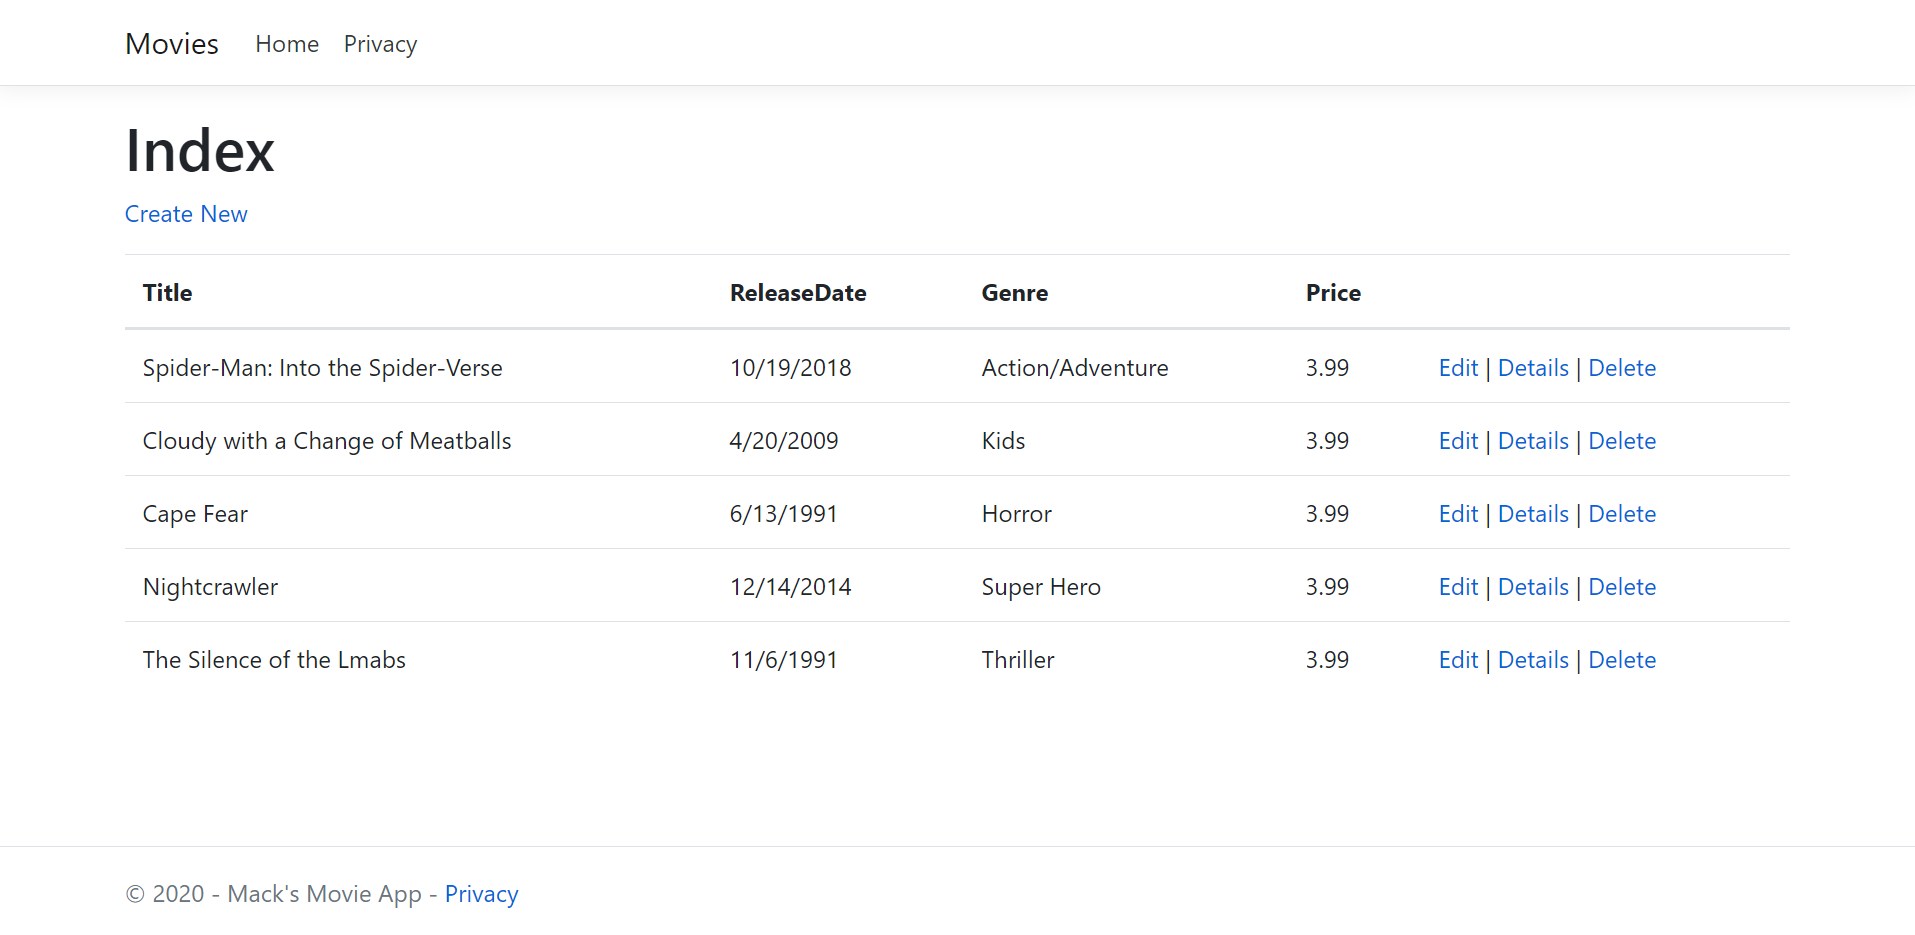 Movies Home Privacy
Index
Create New
Title ReleaseDate Genre Price
Spider-Man: Into the Spider-Verse 10/19/2018 Action/Adventure 3.99 Edit | Details | Delete
Cloudy with a Change of Meatballs 4/20/2009 Kids 3.99 Edit | Details | Delete
Cape Fear 6/13/1991 Horror 3.99 Edit | Details | Delete
Nightcrawler 12/14/2014 Super Hero 3.99 Edit | Details | Delete
The Silence of the Lmabs 11/6/1991 Thriller 3.99 Edit | Details | Delete
© 2020 - Mack's Movie App - Privacy